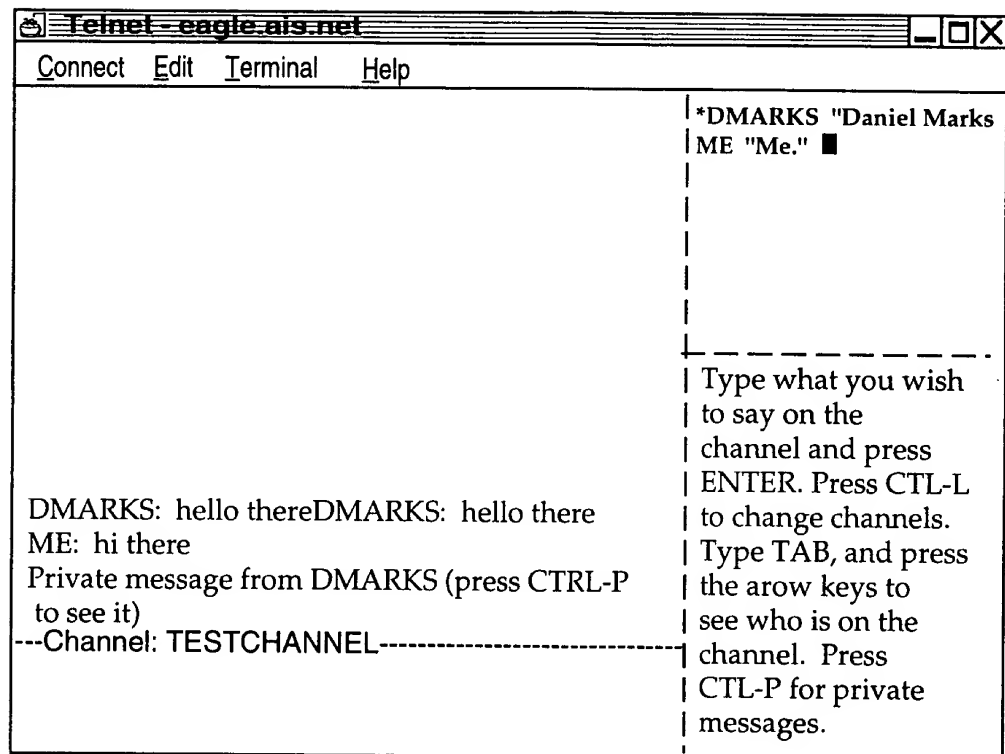 Telnet - eagle.ais.net
Connect Edit Terminal Help
*DMARKS "Daniel Marks
ME "Me."
DMARKS: hello thereDMARKS: hello there
ME: hi there
Private message from DMARKS (press CTRL-P
to see it)
---Channel: TESTCHANNEL---------------------------
Type what you wish
to say on the
channel and press
ENTER. Press CTL-L
to change channels.
Type TAB, and press
the arow keys to
see who is on the
channel. Press
CTL-P for private
messages.